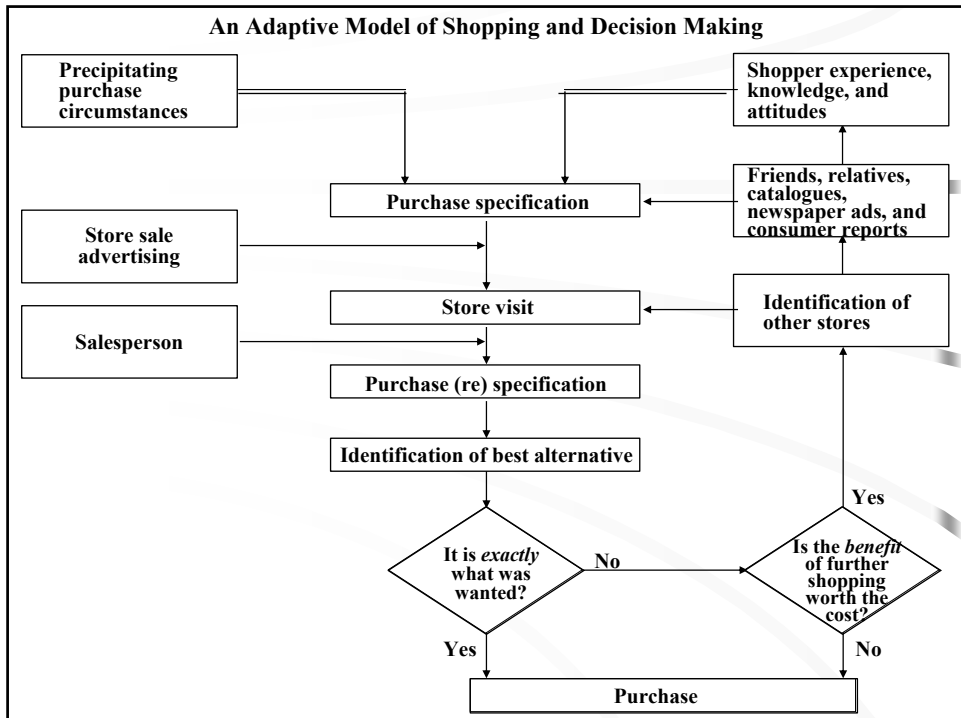 An Adaptive Model of Shopping and Decision Making
Precipitating
purchase
circumstances
Shopper experience,
knowledge, and
attitudes
Purchase specification
Friends, relatives,
catalogues,
newspaper ads, and
consumer reports
Store sale
advertising
Store visit
Identification of
other stores
Salesperson
Purchase (re) specification
Identification of best alternative
Yes
It is exactly
what was
wanted?
No
Is the benefit
of further
shopping
worth the
cost?
Yes
No
Purchase